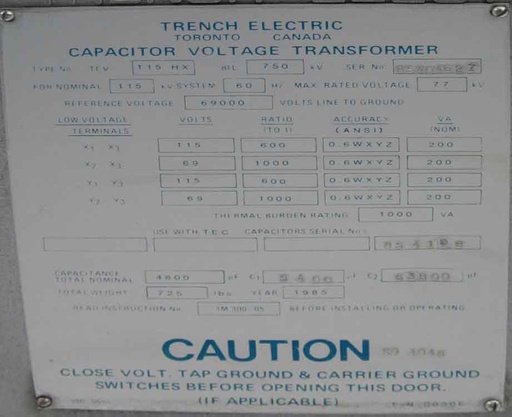 TRENCH ELECTRIC
TORONTO CANADA
CAPACITOR VOLTAGE TRANSFORMER
TYPE No TEV 115 HX BIL 750 kV SER No
FOR NOMINAL 115 kV SYSTEM 60 Hz MAX RATED VOLTAGE 77 kV
REFERENCE VOLTAGE 69000 VOLTS LINE TO GROUND
LOW VOLTAGE TERMINALS VOLTS RATIO (TO 1) ACCURACY (ANSI) VA (NOM)
X1 X3 115 600 0.6WXYZ 200
X2 X3 69 1000 0.6WXYZ 200
Y1 Y3 115 600 0.6WXYZ 200
Y2 Y3 69 1000 0.6WXYZ 200
THERMAL BURDEN RATING 1000 VA
USE WITH T.E.C CAPACITORS SERIAL Nos
CAPACITANCE TOTAL NOMINAL 4600 pf C1 5400 pf C2 63800 pf
TOTAL WEIGHT 725 lbs YEAR 1985
READ INSTRUCTION No IM 300-05 BEFORE INSTALLING OR OPERATING
CAUTION
CLOSE VOLT. TAP GROUND & CARRIER GROUND
SWITCHES BEFORE OPENING THIS DOOR.
(IF APPLICABLE)